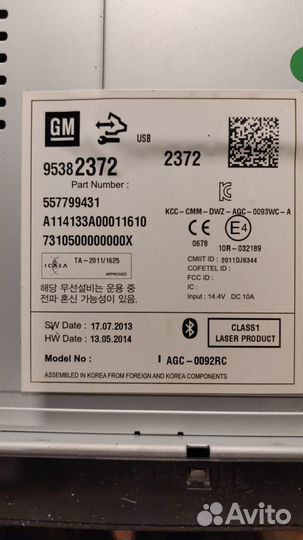 GM
USB
95382372
2372
Part Number :
557799431
A114133A00011610
7310500000000X
KCC-CMM-DWZ-AGC-0093WC-A
CE
0678
E4
10R-032189
ICASA
TA-2011/1625
APPROVED
CMIIT ID : 2011DJ6344
COFETEL ID :
FCC ID :
IC :
Input : 14.4V DC 10A
해당 무선설비는 운용 중
전파 혼신 가능성이 있음
SW Date : 17.07.2013
HW Date : 13.05.2014
CLASS1
LASER PRODUCT
Model No : AGC-0092RC
ASSEMBLED IN KOREA FROM FOREIGN AND KOREA COMPONENTS
Avito